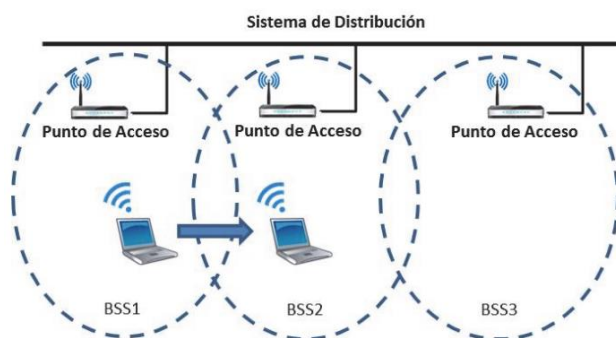 Sistema de Distribución
Punto de Acceso
Punto de Acceso
Punto de Acceso
BSS1
BSS2
BSS3